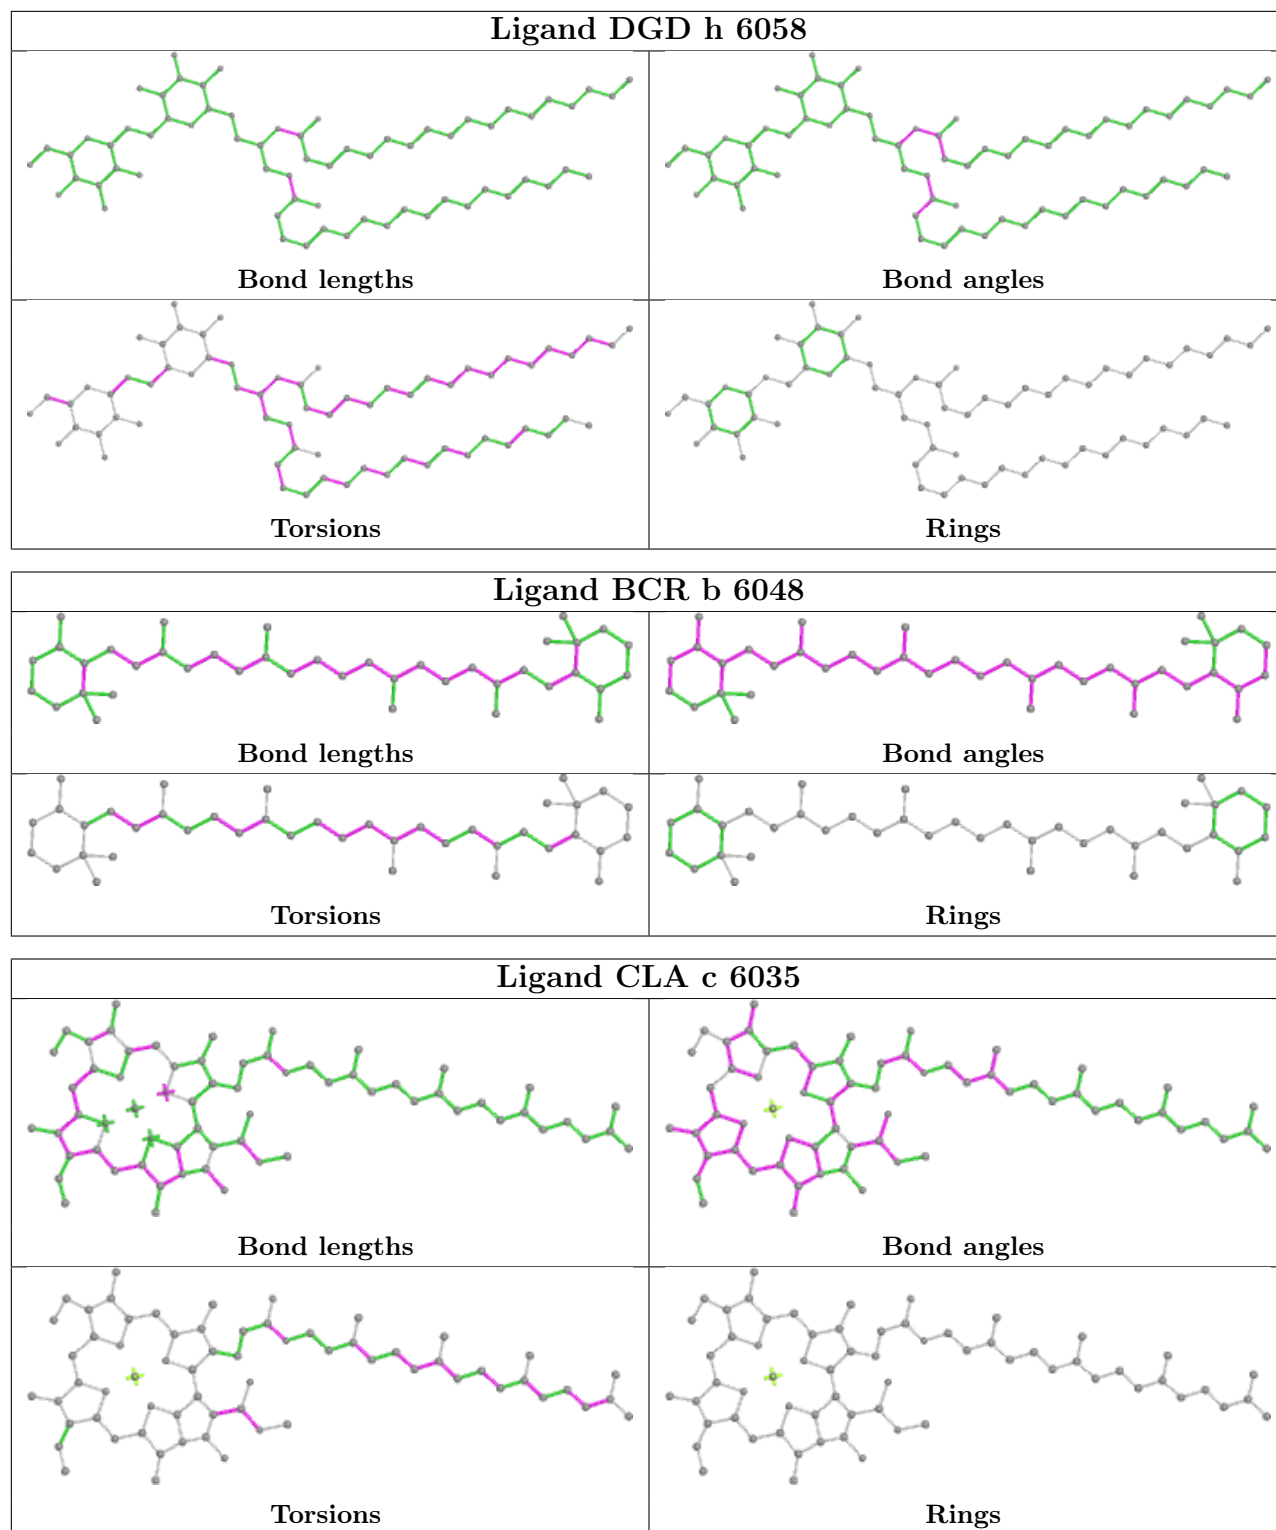 Ligand DGD h 6058
Bond lengths
Bond angles
Torsions
Rings
Ligand BCR b 6048
Bond lengths
Bond angles
Torsions
Rings
Ligand CLA c 6035
Bond lengths
Bond angles
Torsions
Rings